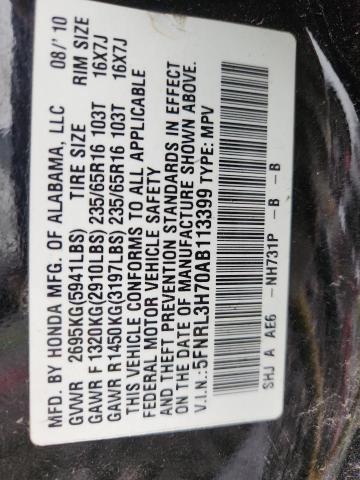 MFD. BY HONDA MFG. OF ALABAMA, LLC 08/'10
GVWR 2695KG(5941LBS) TIRE SIZE RIM SIZE
GAWR F 1320KG(2910LBS) 235/65R16 103T 16X7J
GAWR R 1450KG(3197LBS) 235/65R16 103T 16X7J
THIS VEHICLE CONFORMS TO ALL APPLICABLE
FEDERAL MOTOR VEHICLE SAFETY
AND THEFT PREVENTION STANDARDS IN EFFECT
ON THE DATE OF MANUFACTURE SHOWN ABOVE.
V.I.N.:5FNRL3H70AB113399 TYPE: MPV
SHJ A AE6 -NH731P -B -B